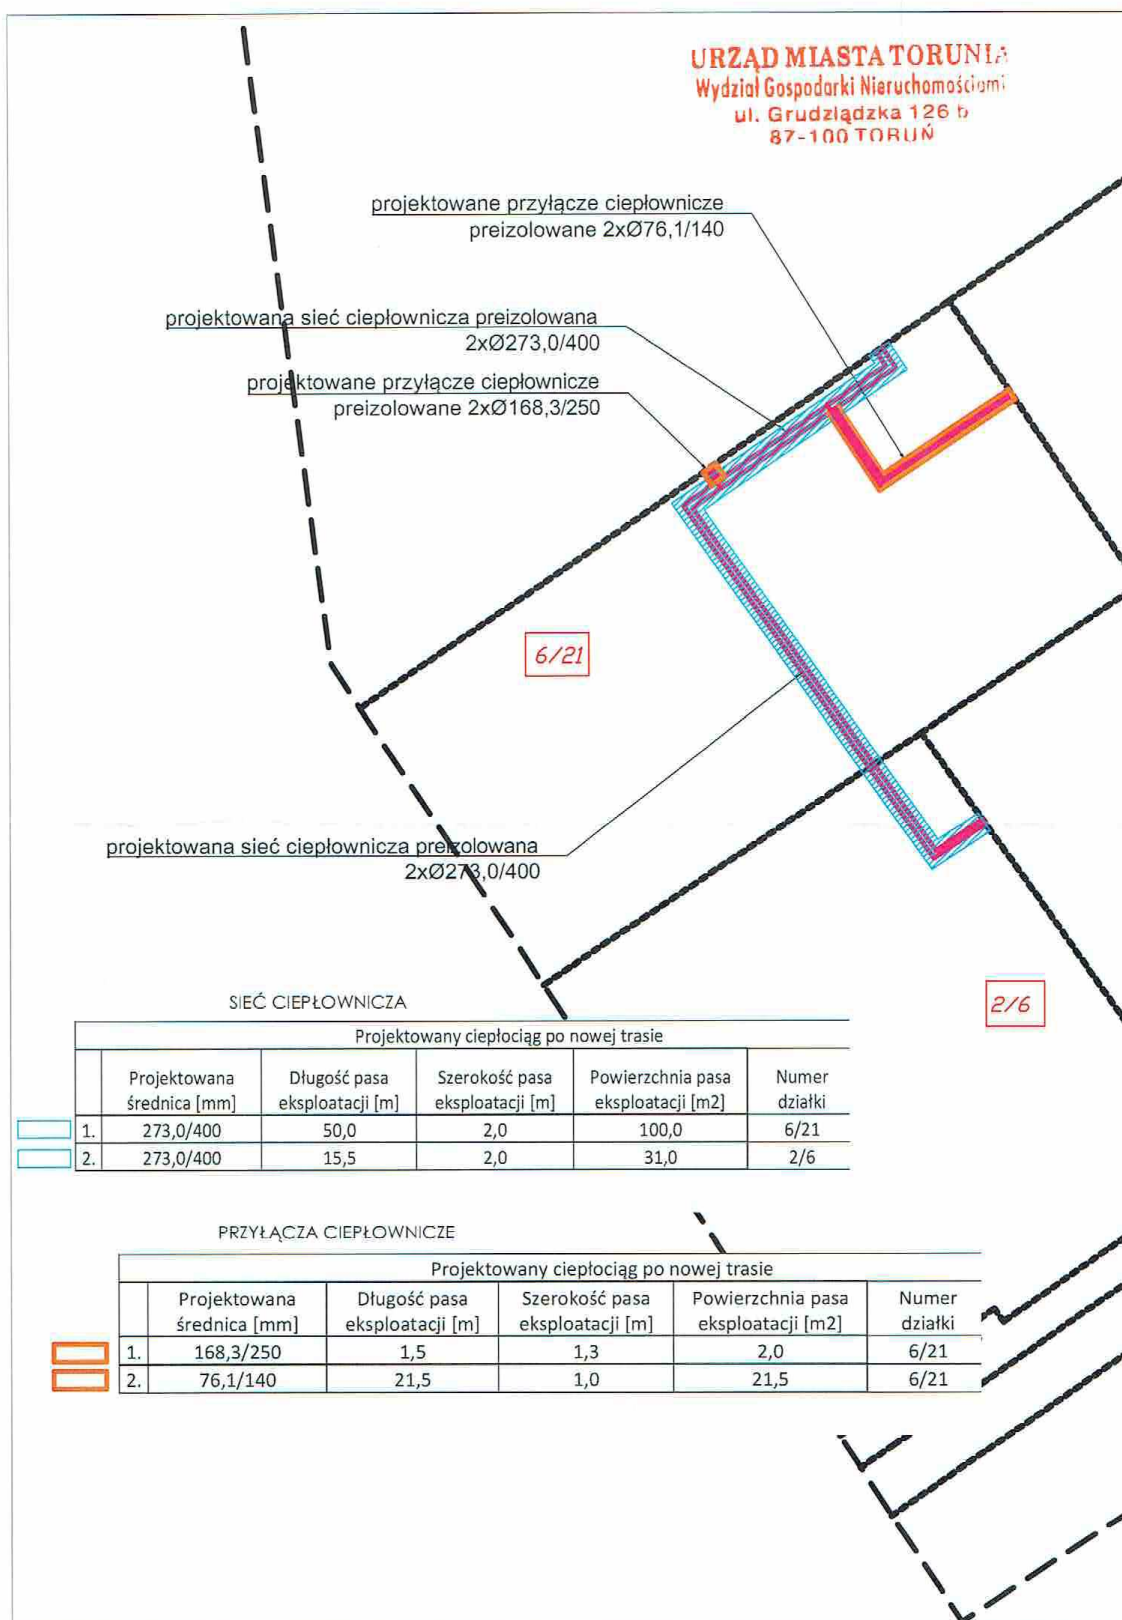 URZĄD MIASTA TORUNIA
Wydział Gospodarki Nieruchomościami
ul. Grudziądzka 126 b
87-100 TORUŃ
projektowane przyłącze ciepłownicze
preizolowane 2xØ76,1/140
projektowana sieć ciepłownicza preizolowana
2xØ273,0/400
projektowane przyłącze ciepłownicze
preizolowane 2xØ168,3/250
6/21
projektowana sieć ciepłownicza preizolowana
2xØ273,0/400
2/6
SIEĆ CIEPŁOWNICZA
Projektowany ciepłociąg po nowej trasie
Projektowana średnica [mm] Długość pasa eksploatacji [m] Szerokość pasa eksploatacji [m] Powierzchnia pasa eksploatacji [m2] Numer działki
1. 273,0/400 50,0 2,0 100,0 6/21
2. 273,0/400 15,5 2,0 31,0 2/6
PRZYŁĄCZA CIEPŁOWNICZE
Projektowany ciepłociąg po nowej trasie
Projektowana średnica [mm] Długość pasa eksploatacji [m] Szerokość pasa eksploatacji [m] Powierzchnia pasa eksploatacji [m2] Numer działki
1. 168,3/250 1,5 1,3 2,0 6/21
2. 76,1/140 21,5 1,0 21,5 6/21